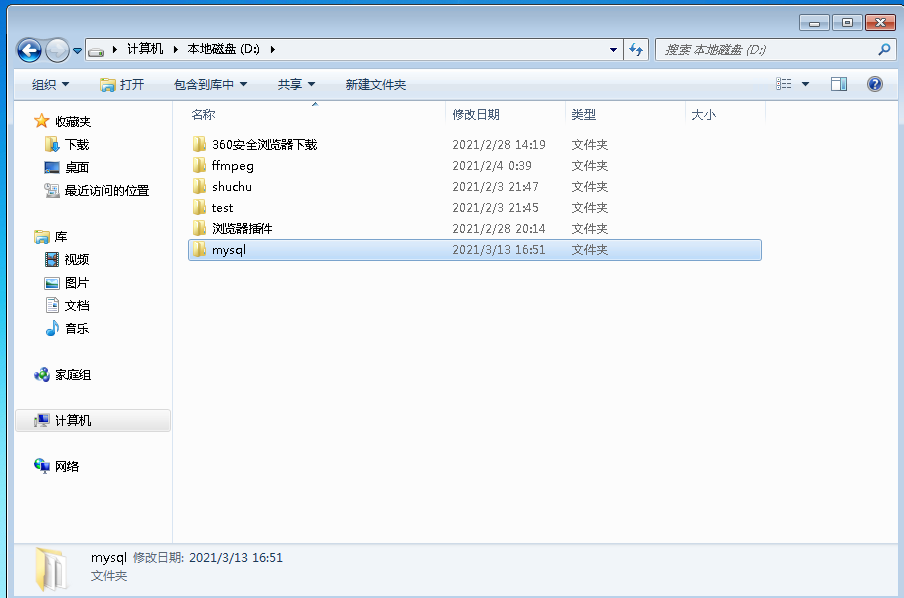 计算机 本地磁盘 (D:)
搜索 本地磁盘 (D:)
组织 打开 包含到库中 共享 新建文件夹
收藏夹
下载
桌面
最近访问的位置
库
视频
图片
文档
音乐
家庭组
计算机
网络
名称 修改日期 类型 大小
360安全浏览器下载 2021/2/28 14:19 文件夹
ffmpeg 2021/2/4 0:39 文件夹
shuchu 2021/2/3 21:47 文件夹
test 2021/2/3 21:45 文件夹
浏览器插件 2021/2/28 20:14 文件夹
mysql 2021/3/13 16:51 文件夹
mysql 修改日期: 2021/3/13 16:51
文件夹